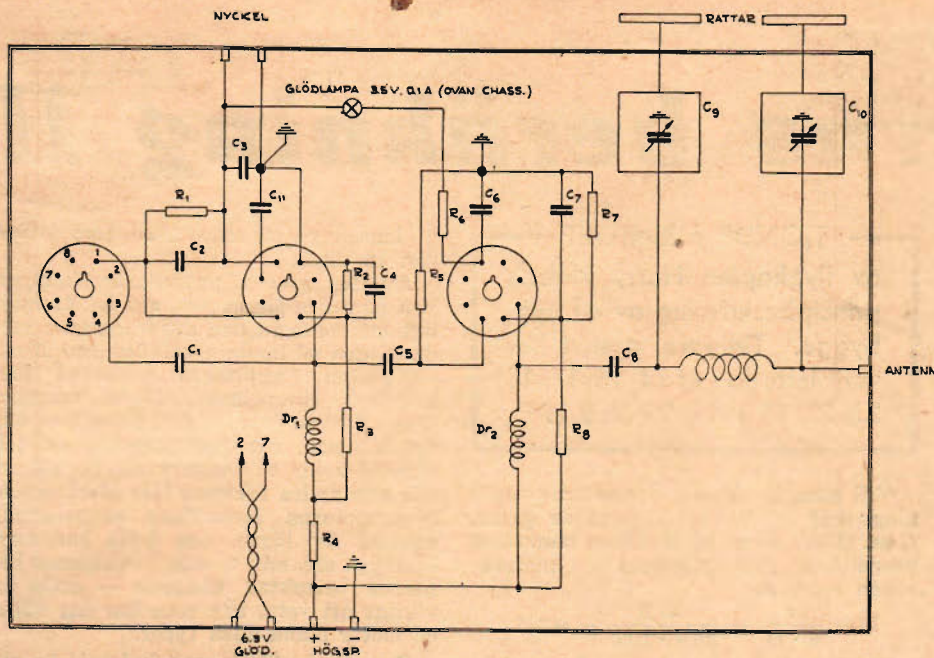 NYCKEL
RATTAR
GLÖDLAMPA 3.5V. 0.1A (OVAN CHASS.)
C9
C10
C3
C11
R1
C2
R6
C6
C7
R7
8 1
7 2
6 3
5 4
R2
C4
R5
C1
C5
C8
ANTENN
Dr1
R3
Dr2
R8
2 7
R4
+ -
6.3V
GLÖD. HÖGSP.